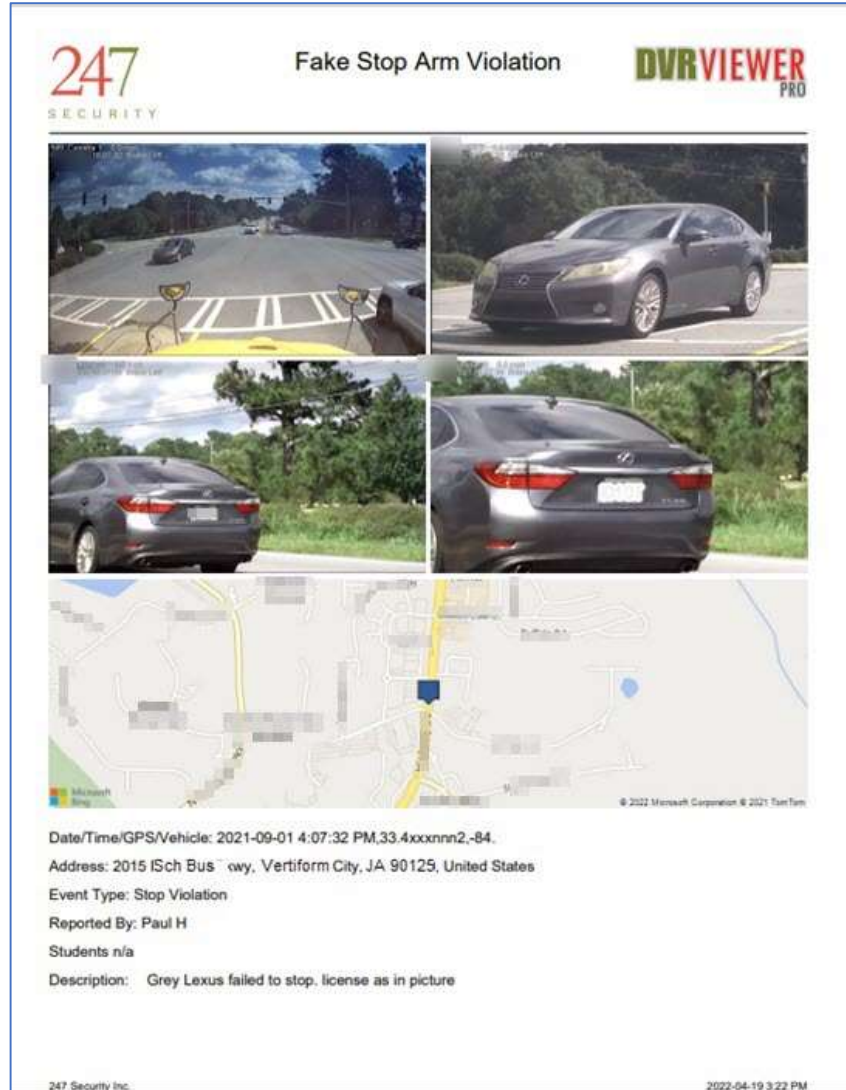 247
SECURITY
Fake Stop Arm Violation
DVRVIEWER
PRO
Microsoft
Bing
© 2022 Microsoft Corporation © 2021 TomTom
Date/Time/GPS/Vehicle: 2021-09-01 4:07:32 PM,33.4xxxnnn2,-84.
Address: 2015 ISch Bus wy, Vertiform City, JA 90125, United States
Event Type: Stop Violation
Reported By: Paul H
Students n/a
Description: Grey Lexus failed to stop. license as in picture
247 Security Inc.
2022-04-19 3:22 PM